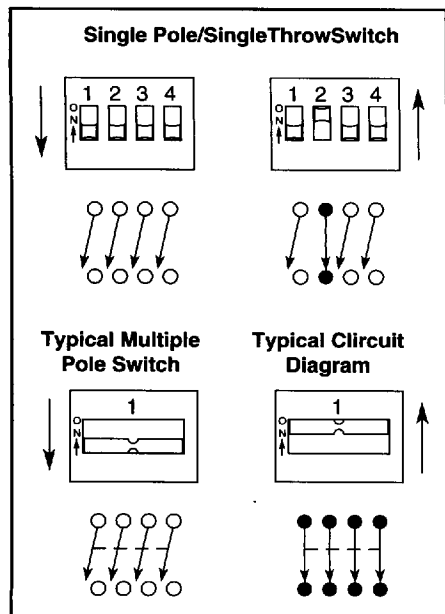 Single Pole/SingleThrowSwitch
1 2 3 4
ON
1 2 3 4
ON
Typical Multiple
Pole Switch
Typical Clircuit
Diagram
1
ON
1
ON